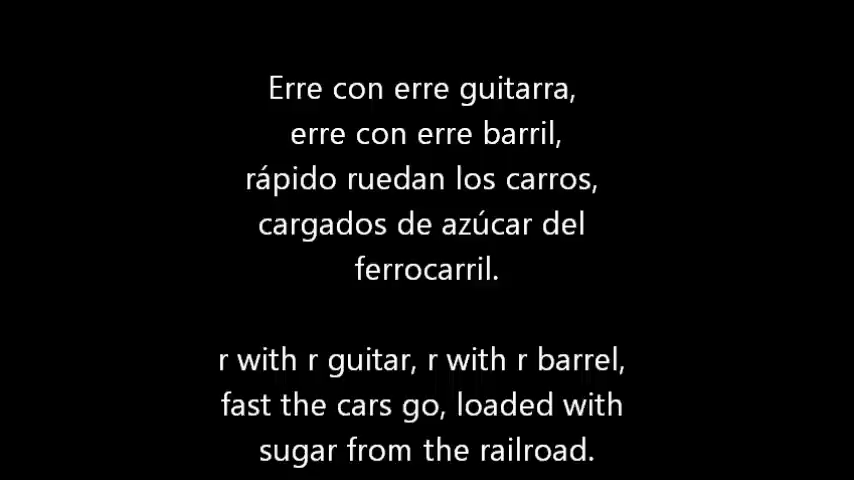 Erre con erre guitarra,
erre con erre barril,
rápido ruedan los carros,
cargados de azúcar del
ferrocarril.
r with r guitar, r with r barrel,
fast the cars go, loaded with
sugar from the railroad.